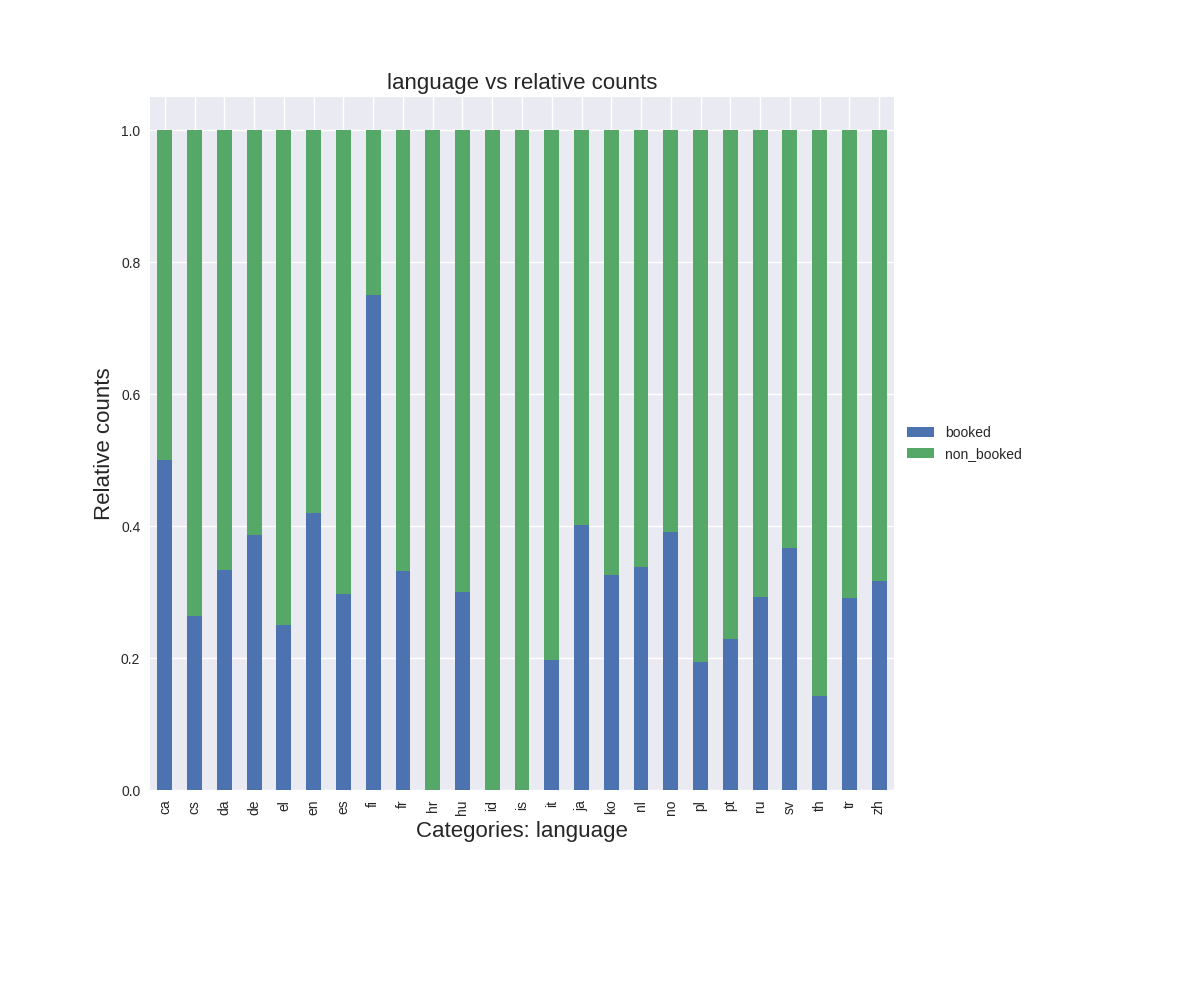 language vs relative counts
Relative counts
1.0
0.8
0.6
0.4
0.2
0.0
ca cs da de el en es fi fr hr hu id is it ja ko nl no pl pt ru sv th tr zh
Categories: language
booked
non_booked